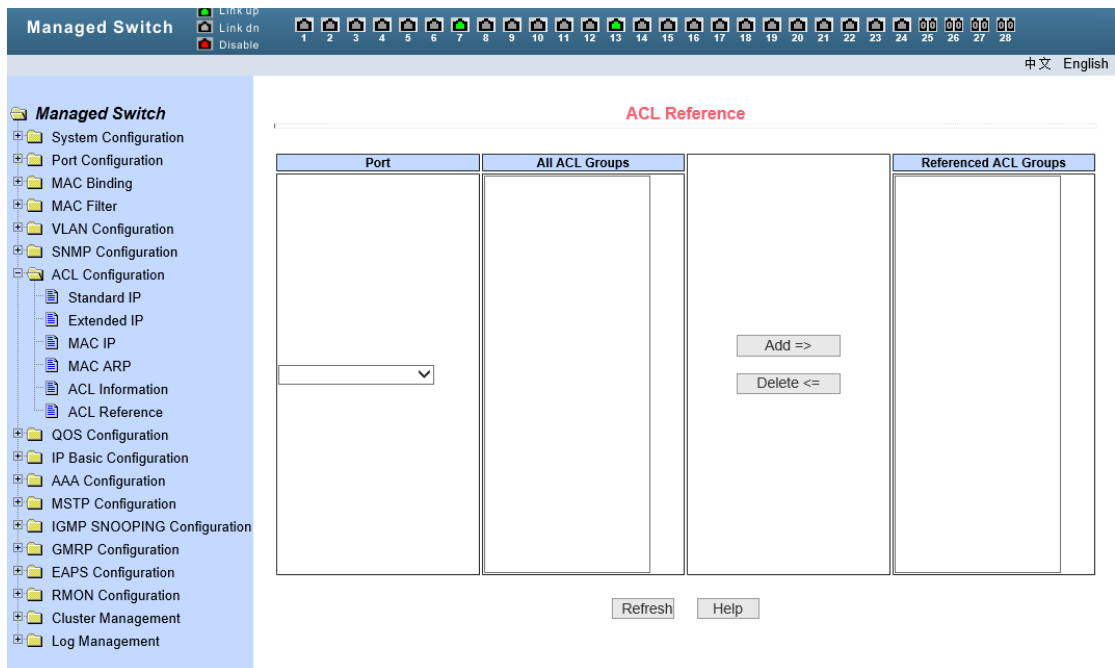 Link up
Managed Switch
Link dn
Disable
1 2 3 4 5 6 7 8 9 10 11 12 13 14 15 16 17 18 19 20 21 22 23 24 25 26 27 28
中文 English
Managed Switch
System Configuration
Port Configuration
MAC Binding
MAC Filter
VLAN Configuration
SNMP Configuration
ACL Configuration
Standard IP
Extended IP
MAC IP
MAC ARP
ACL Information
ACL Reference
QOS Configuration
IP Basic Configuration
AAA Configuration
MSTP Configuration
IGMP SNOOPING Configuration
GMRP Configuration
EAPS Configuration
RMON Configuration
Cluster Management
Log Management
ACL Reference
Port All ACL Groups Referenced ACL Groups
Add =>
Delete <=
Refresh Help